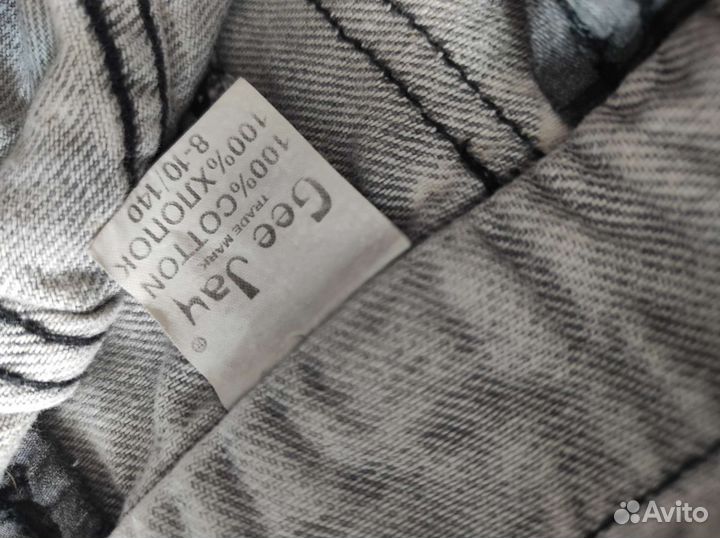 Gee Jay ®
TRADE MARK
100% COTTON
100% ХЛОПОК
8-10/140
Avito